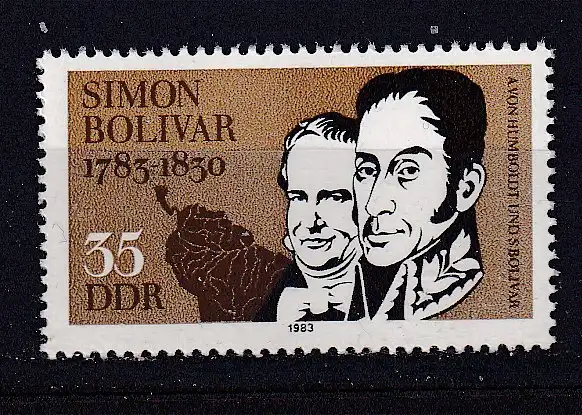 SIMON
BOLIVAR
1783-1830
35
DDR
1983
A.VON HUMBOLDT UND S.BOLIVAR